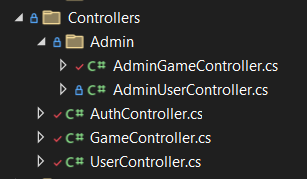 Controllers
Admin
C# AdminGameController.cs
C# AdminUserController.cs
C# AuthController.cs
C# GameController.cs
C# UserController.cs